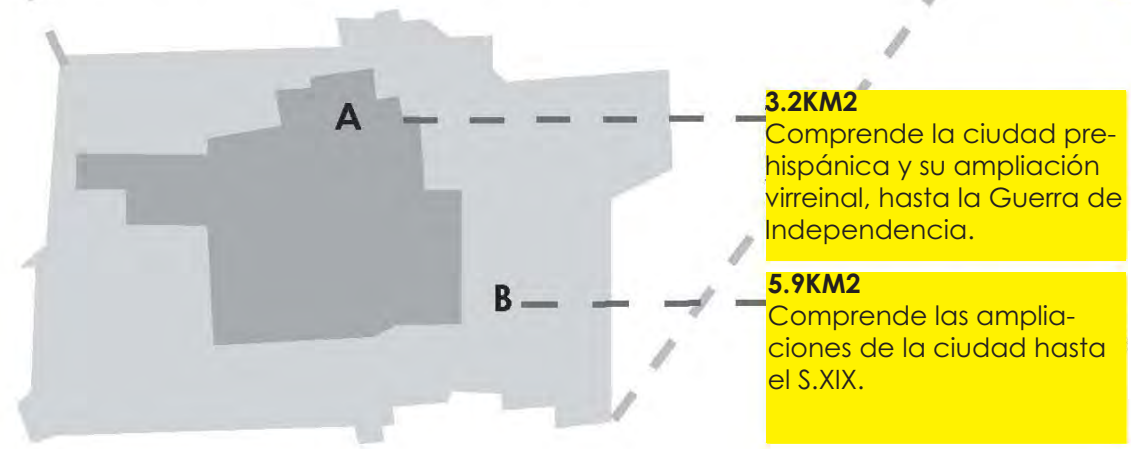 A
3.2KM2
Comprende la ciudad pre-
hispánica y su ampliación
virreinal, hasta la Guerra de
Independencia.
B
5.9KM2
Comprende las amplia-
ciones de la ciudad hasta
el S.XIX.